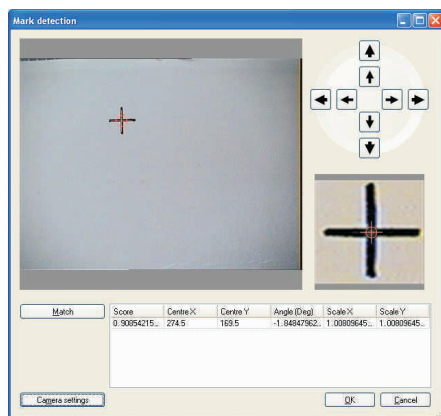 Mark detection
Match
Score Centre X Centre Y Angle (Deg) Scale X Scale Y
0.90854215... 274.5 169.5 -1.84847962... 1.00809645... 1.00809645...
Camera settings
OK
Cancel